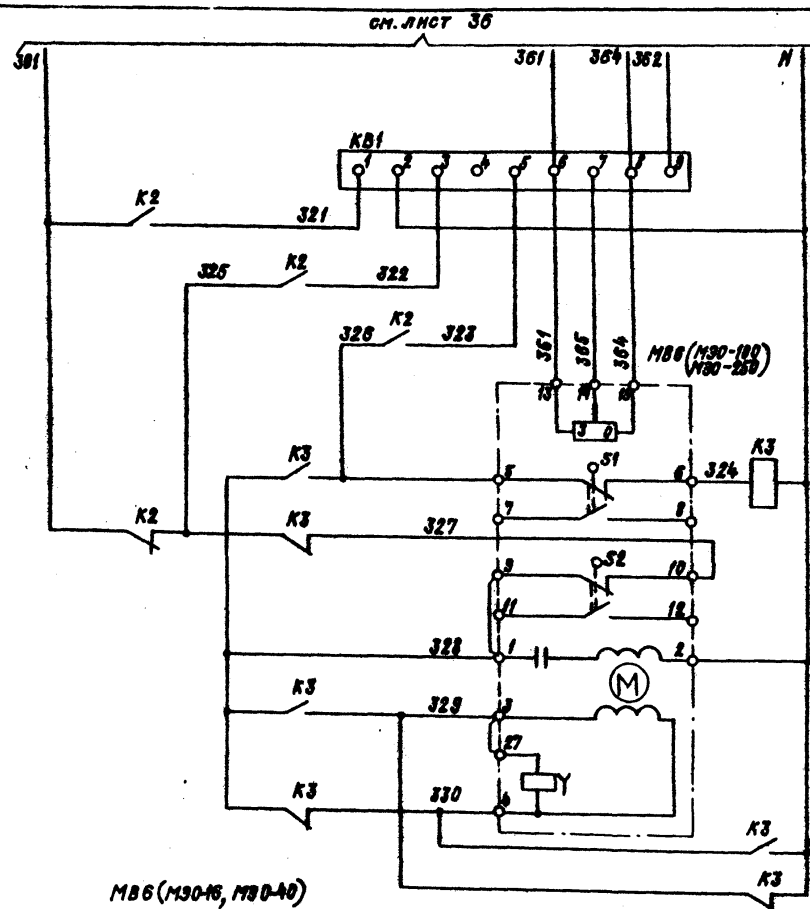 см. лист 36
381 361 364 362 N
КВ1
1 2 3 4 5 6 7 8 9
К2 321
325 К2 322
326 К2 323
361 365 364
МВ6 (МЭО-100
МЭО-250)
13 14 15
З О
К3 S1 К3
5 6 324
7 8
К2 К3 327
9 S2 10
11 12
328 1 2
М
К3 329 3
27
Y
К3 330 4
К3
К3
МВ6 (МЭО-16, МЭО-40)